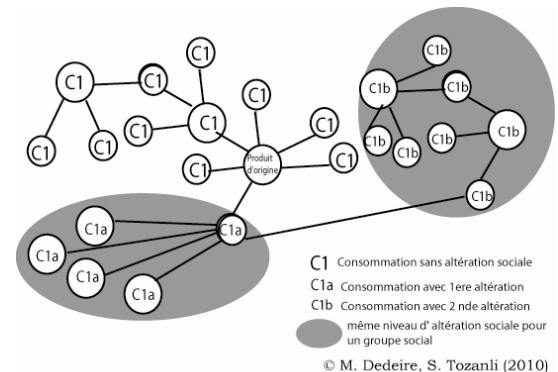 C1b
C1
C1
C1
C1b
C1b
C1
C1
C1
C1
C1b
C1b
C1b
C1
C1
C1b
C1
Produit
d'origine
C1
C1b
C1a
C1a
C1a
C1a
C1a
C1 Consommation sans altération sociale
C1a Consommation avec 1ere altération
C1b Consommation avec 2 nde altération
même niveau d' altération sociale pour
un groupe social
© M. Dedeire, S. Tozanli (2010)